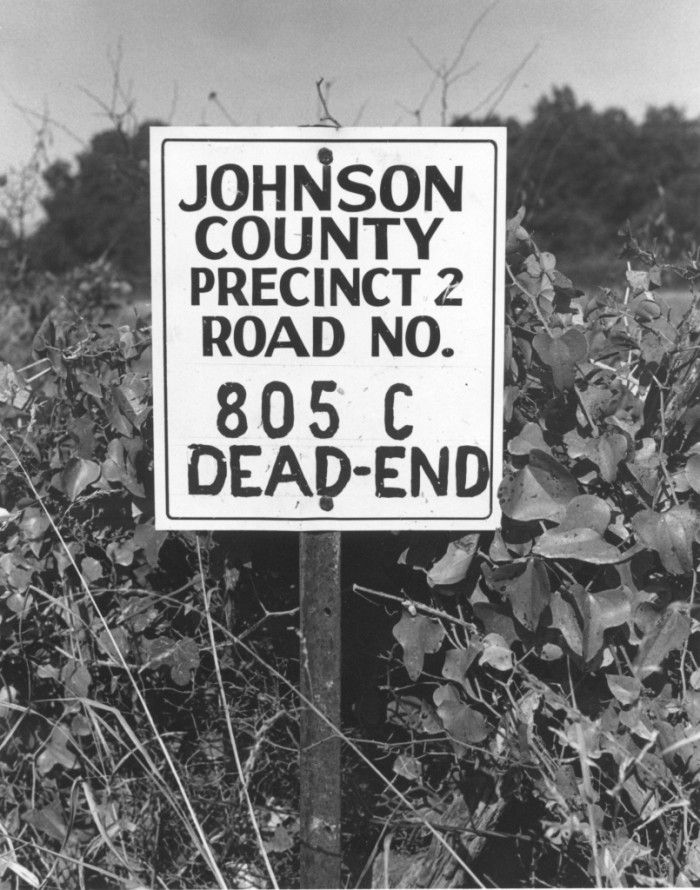 JOHNSON
COUNTY
PRECINCT 2
ROAD NO.
805 C
DEAD-END